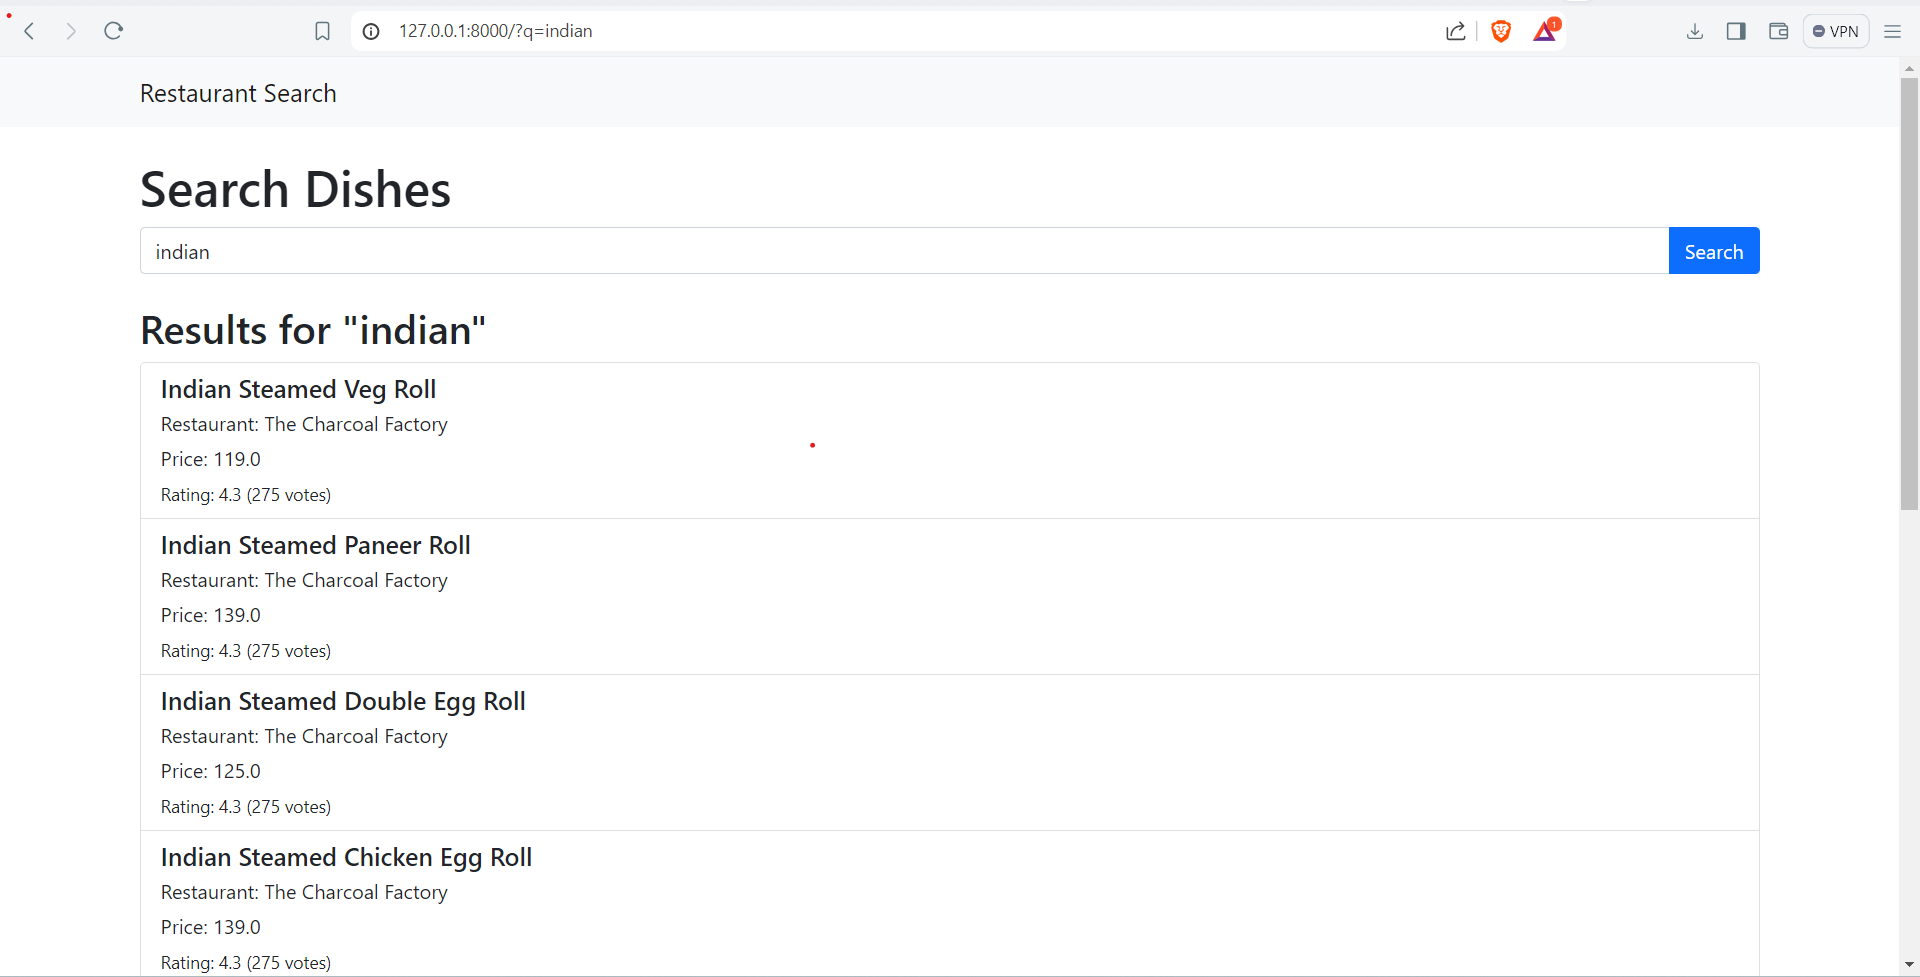 127.0.0.1:8000/?q=indian
1
VPN
Restaurant Search
Search Dishes
indian
Search
Results for "indian"
Indian Steamed Veg Roll
Restaurant: The Charcoal Factory
Price: 119.0
Rating: 4.3 (275 votes)
Indian Steamed Paneer Roll
Restaurant: The Charcoal Factory
Price: 139.0
Rating: 4.3 (275 votes)
Indian Steamed Double Egg Roll
Restaurant: The Charcoal Factory
Price: 125.0
Rating: 4.3 (275 votes)
Indian Steamed Chicken Egg Roll
Restaurant: The Charcoal Factory
Price: 139.0
Rating: 4.3 (275 votes)